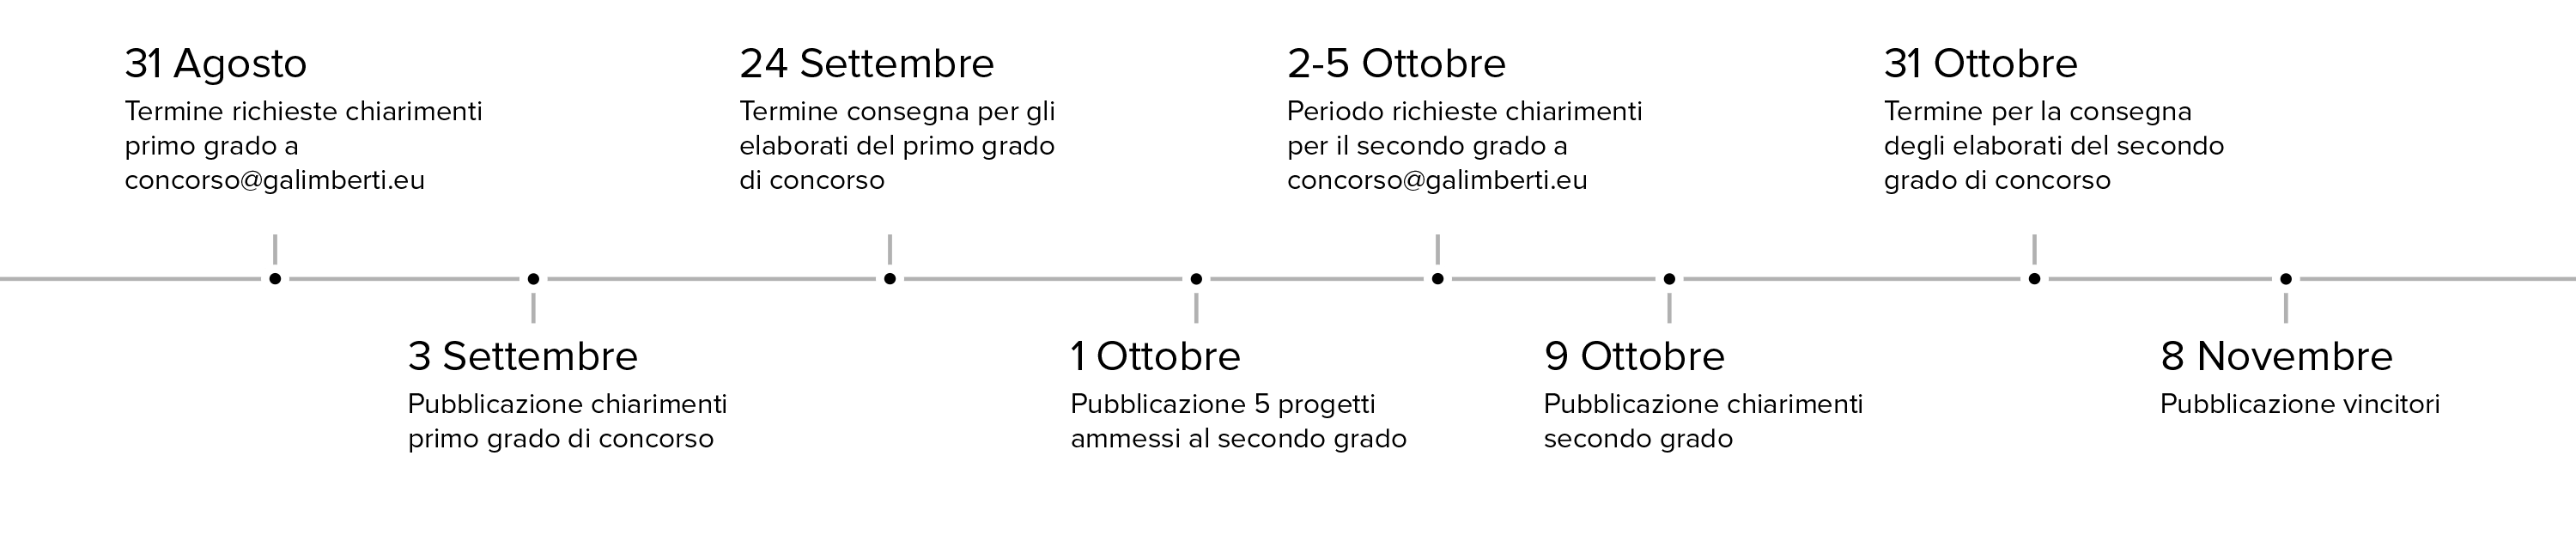 31 Agosto
Termine richieste chiarimenti
primo grado a
concorso@galimberti.eu
3 Settembre
Pubblicazione chiarimenti
primo grado di concorso
24 Settembre
Termine consegna per gli
elaborati del primo grado
di concorso
1 Ottobre
Pubblicazione 5 progetti
ammessi al secondo grado
2-5 Ottobre
Periodo richieste chiarimenti
per il secondo grado a
concorso@galimberti.eu
9 Ottobre
Pubblicazione chiarimenti
secondo grado
31 Ottobre
Termine per la consegna
degli elaborati del secondo
grado di concorso
8 Novembre
Pubblicazione vincitori